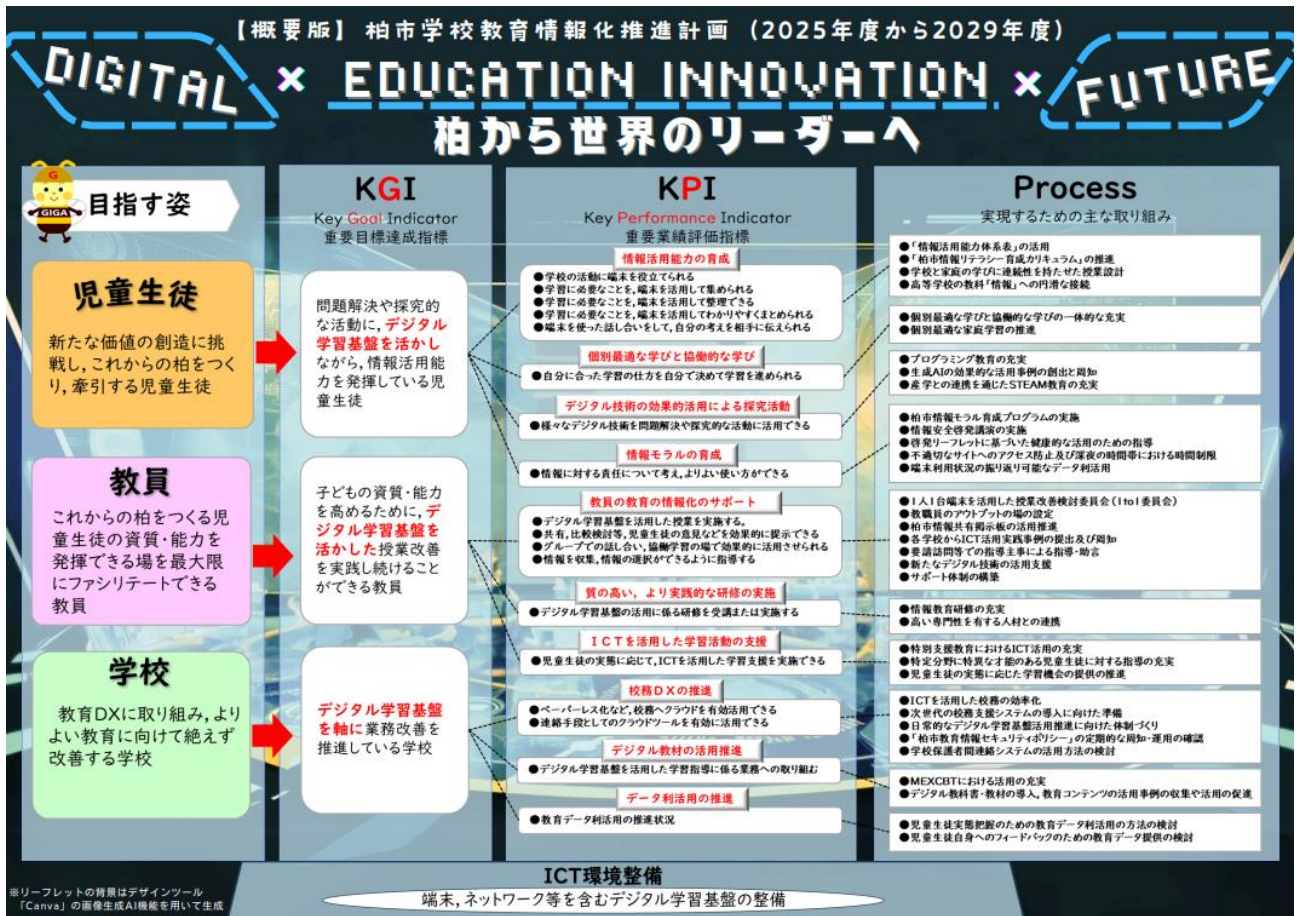 【概要版】 柏市学校教育情報化推進計画 (2025年度から2029年度)
DIGITAL × EDUCATION INNOVATION × FUTURE
柏から世界のリーダーへ
G
GIGA
目指す姿
児童生徒
新たな価値の創造に挑
戦し,これからの柏をつく
り,牽引する児童生徒
教員
これからの柏をつくる児
童生徒の資質・能力を
発揮できる場を最大限
にファシリテートできる
教員
学校
教育DXに取り組み,より
よい教育に向けて絶えず
改善する学校
KGI
Key Goal Indicator
重要目標達成指標
問題解決や探究的
な活動に,デジタル
学習基盤を活かし
ながら,情報活用能
力を発揮している児
童生徒
子どもの資質・能力
を高めるために,デ
ジタル学習基盤を
活かした授業改善
を実践し続けること
ができる教員
デジタル学習基盤
を軸に業務改善を
推進している学校
KPI
Key Performance Indicator
重要業績評価指標
情報活用能力の育成
●学校の活動に端末を役立てられる
●学習に必要なことを,端末を活用して集められる
●学習に必要なことを,端末を活用して整理できる
●学習に必要なことを,端末を活用してわかりやすくまとめられる
●端末を使った話し合いをして,自分の考えを相手に伝えられる
個別最適な学びと協働的な学び
●自分に合った学習の仕方を自分で決めて学習を進められる
デジタル技術の効果的活用による探究活動
●様々なデジタル技術を問題解決や探究的な活動に活用できる
情報モラルの育成
●情報に対する責任について考え,よりよい使い方ができる
教員の教育の情報化のサポート
●デジタル学習基盤を活用した授業を実施する。
●共有,比較検討等,児童生徒の意見などを効果的に提示できる
●グループでの話し合い,協働学習の場で効果的に活用させられる
●情報を収集,情報の選択ができるように指導する
質の高い,より実践的な研修の実施
●デジタル学習基盤の活用に係る研修を受講または実施する
ICTを活用した学習活動の支援
●児童生徒の実態に応じて,ICTを活用した学習支援を実施できる
校務DXの推進
●ペーパーレス化など,校務へクラウドを有効活用できる
●連絡手段としてのクラウドツールを有効に活用できる
デジタル教材の活用推進
●デジタル学習基盤を活用した学習指導に係る業務への取り組む
データ利活用の推進
●教育データ利活用の推進状況
Process
実現するための主な取り組み
●「情報活用能力体系表」の活用
●「柏市情報リテラシー育成カリキュラム」の推進
●学校と家庭の学びに連続性を持たせた授業設計
●高等学校の教科「情報」への円滑な接続
●個別最適な学びと協働的な学びの一体的な充実
●個別最適な家庭学習の推進
●プログラミング教育の充実
●生成AIの効果的な活用事例の創出と周知
●産学との連携を通じたSTEAM教育の充実
●柏市情報モラル育成プログラムの実施
●情報安全啓発講演の実施
●啓発リーフレットに基づいた健康的な活用のための指導
●不適切なサイトへのアクセス防止及び深夜の時間帯における時間制限
●端末利用状況の振り返り可能なデータ利活用
●1人1台端末を活用した授業改善検討委員会(1to1委員会)
●教職員のアウトプットの場の設定
●柏市情報共有掲示板の活用推進
●各学校からICT活用実践事例の提出及び周知
●要請訪問等での指導主事による指導・助言
●新たなデジタル技術の活用支援
●サポート体制の構築
●情報教育研修の充実
●高い専門性を有する人材との連携
●特別支援教育におけるICT活用の充実
●特定分野に特異な才能のある児童生徒に対する指導の充実
●児童生徒の実態に応じた学習機会の提供の推進
●ICTを活用した校務の効率化
●次世代の校務支援システムの導入に向けた準備
●日常的なデジタル学習基盤活用推進に向けた体制づくり
●「柏市教育情報セキュリティポリシー」の定期的な周知・運用の確認
●学校保護者間連絡システムの活用方法の検討
●MEXCBTにおける活用の充実
●デジタル教科書・教材の導入,教育コンテンツの活用事例の収集や活用の促進
●児童生徒実態把握のための教育データ利活用の方法の検討
●児童生徒自身へのフィードバックのための教育データ提供の検討
ICT環境整備
端末,ネットワーク等を含むデジタル学習基盤の整備
※リーフレットの背景はデザインツール
「Canva」の画像生成AI機能を用いて生成